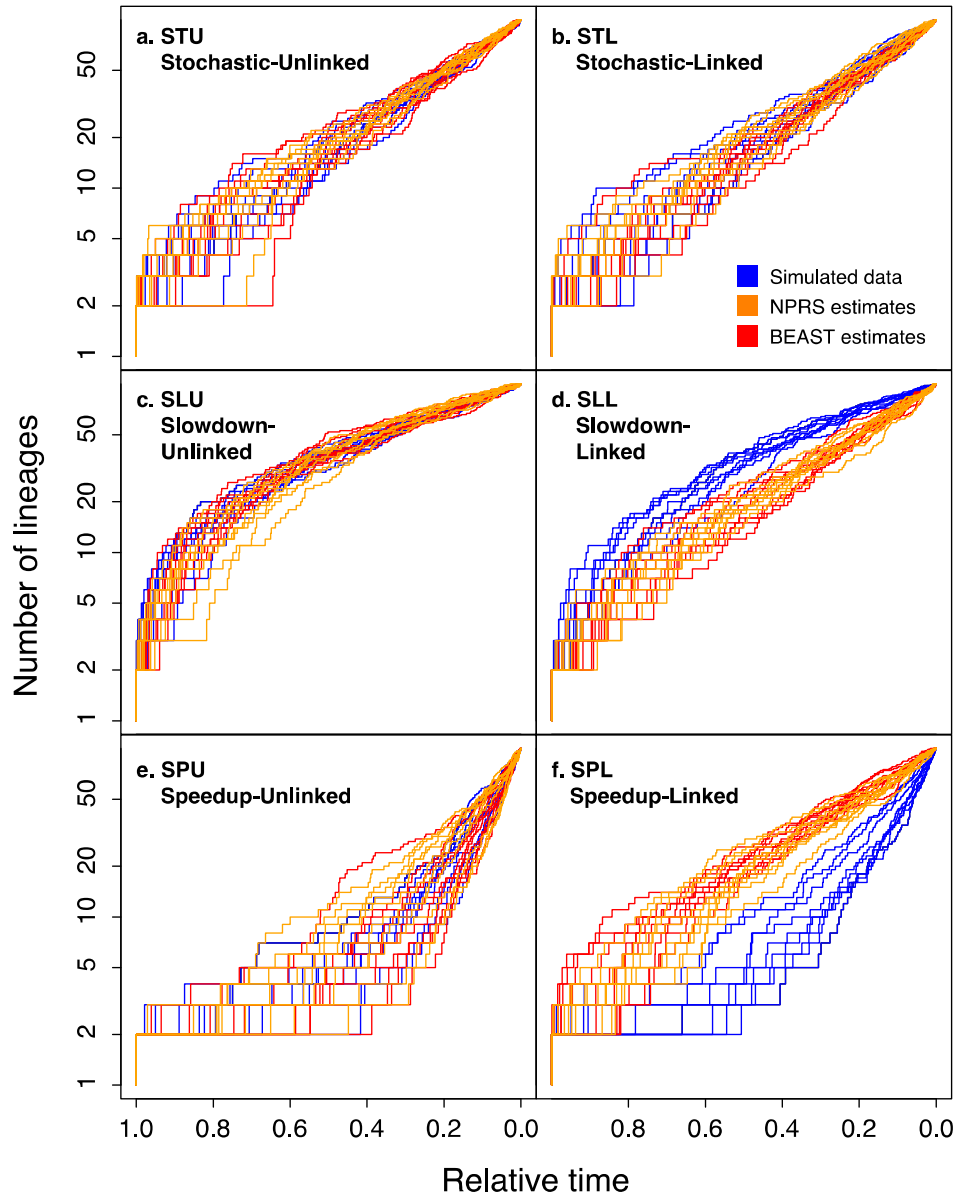 a. STU
Stochastic-Unlinked
b. STL
Stochastic-Linked
50
20
10
5
2
1
Simulated data
NPRS estimates
BEAST estimates
c. SLU
Slowdown-
Unlinked
d. SLL
Slowdown-
Linked
50
20
10
5
2
1
Number of lineages
e. SPU
Speedup-Unlinked
f. SPL
Speedup-Linked
50
20
10
5
2
1
1.0 0.8 0.6 0.4 0.2 0.0
0.8 0.6 0.4 0.2 0.0
Relative time